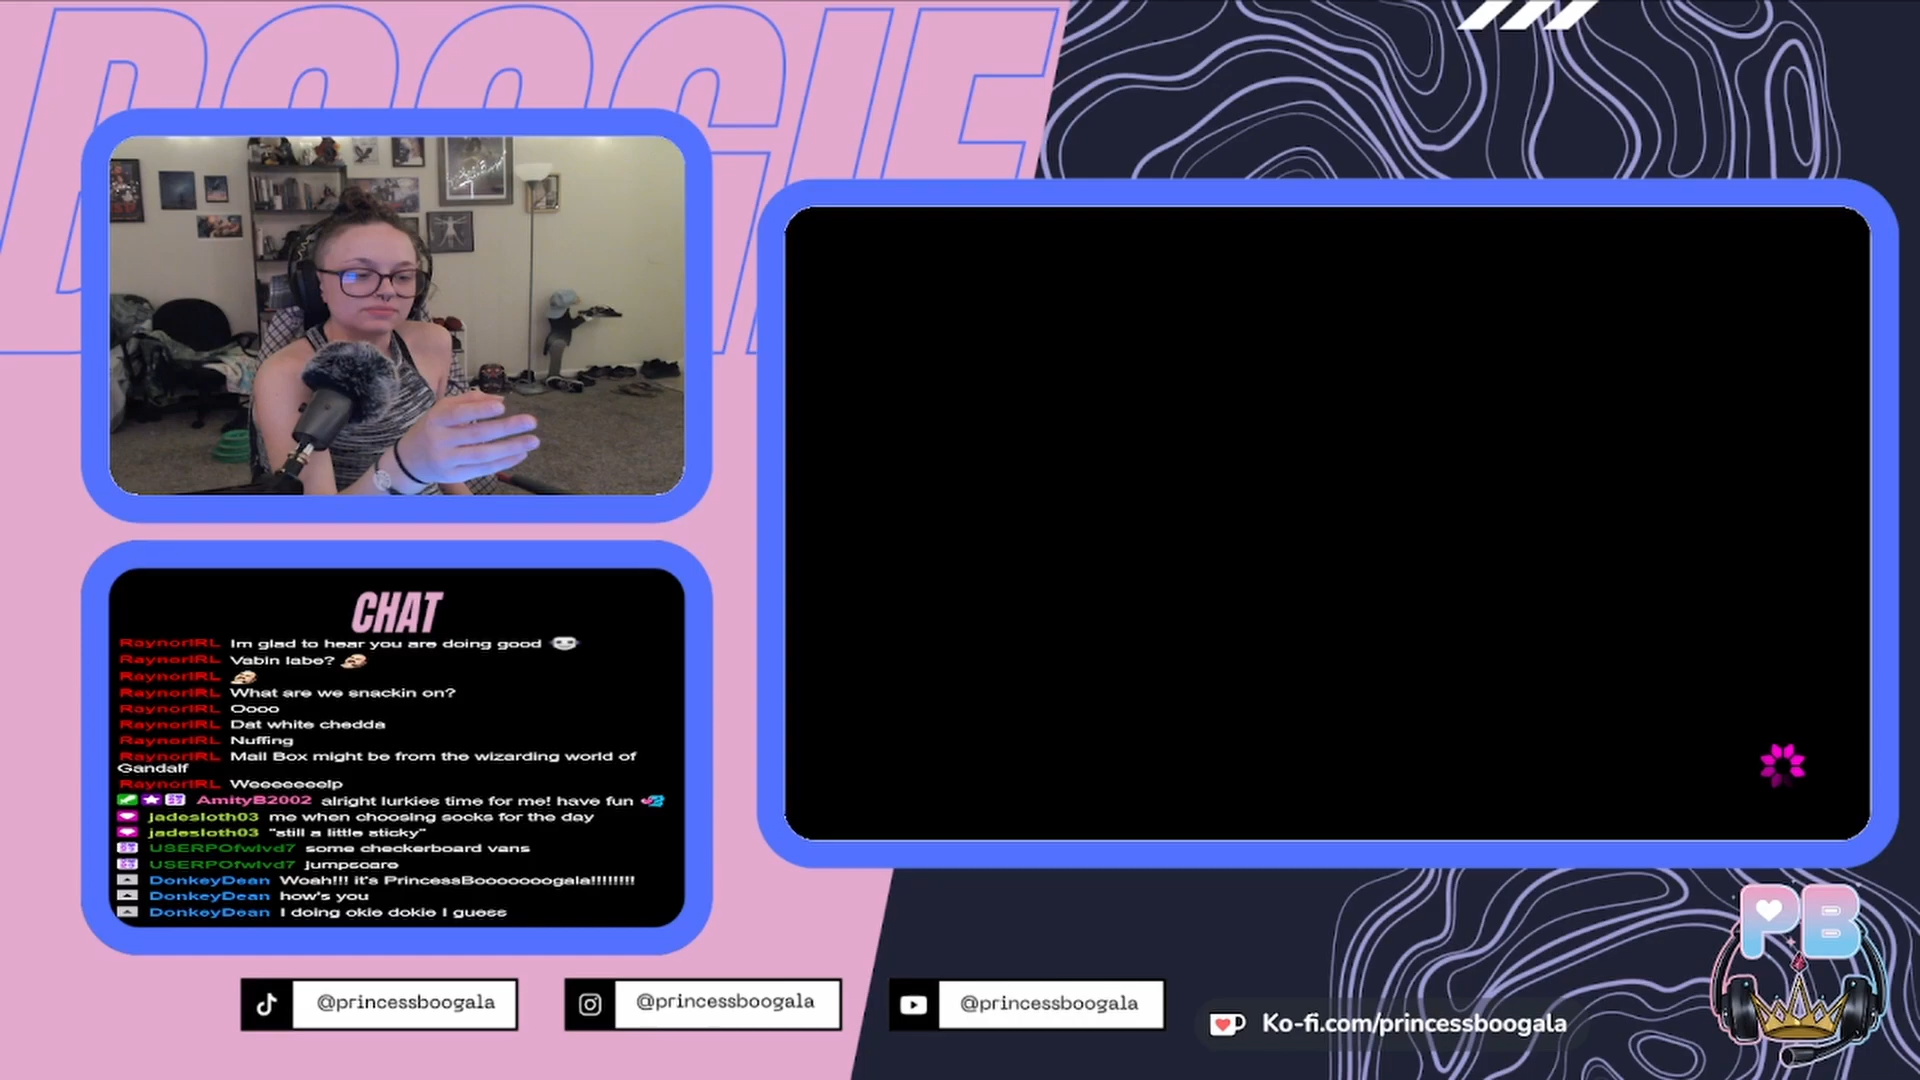 BOOGIE
CHAT
RaynorIRL Im glad to hear you are doing good
RaynorIRL Vabin labe?
RaynorIRL
RaynorIRL What are we snackin on?
RaynorIRL Oooo
RaynorIRL Dat white chedda
RaynorIRL Nuffing
RaynorIRL Mail Box might be from the wizarding world of
Gandalf
RaynorIRL Weeeeeeelp
AmityB2002 alright lurkies time for me! have fun
jadesloth03 me when choosing socks for the day
jadesloth03 "still a little sticky"
USERPOfwlvd7 some checkerboard vans
USERPOfwlvd7 jumpscare
DonkeyDean Woah!!! it's PrincessBooooooogala!!!!!!!!
DonkeyDean how's you
DonkeyDean I doing okie dokie I guess
PB
@princessboogala
@princessboogala
@princessboogala
Ko-fi.com/princessboogala